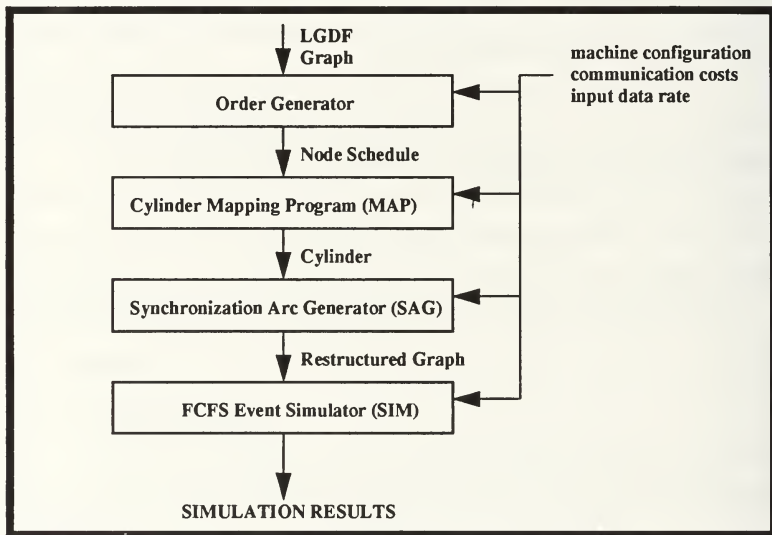 LGDF
Graph
machine configuration
communication costs
input data rate
Order Generator
Node Schedule
Cylinder Mapping Program (MAP)
Cylinder
Synchronization Arc Generator (SAG)
Restructured Graph
FCFS Event Simulator (SIM)
SIMULATION RESULTS